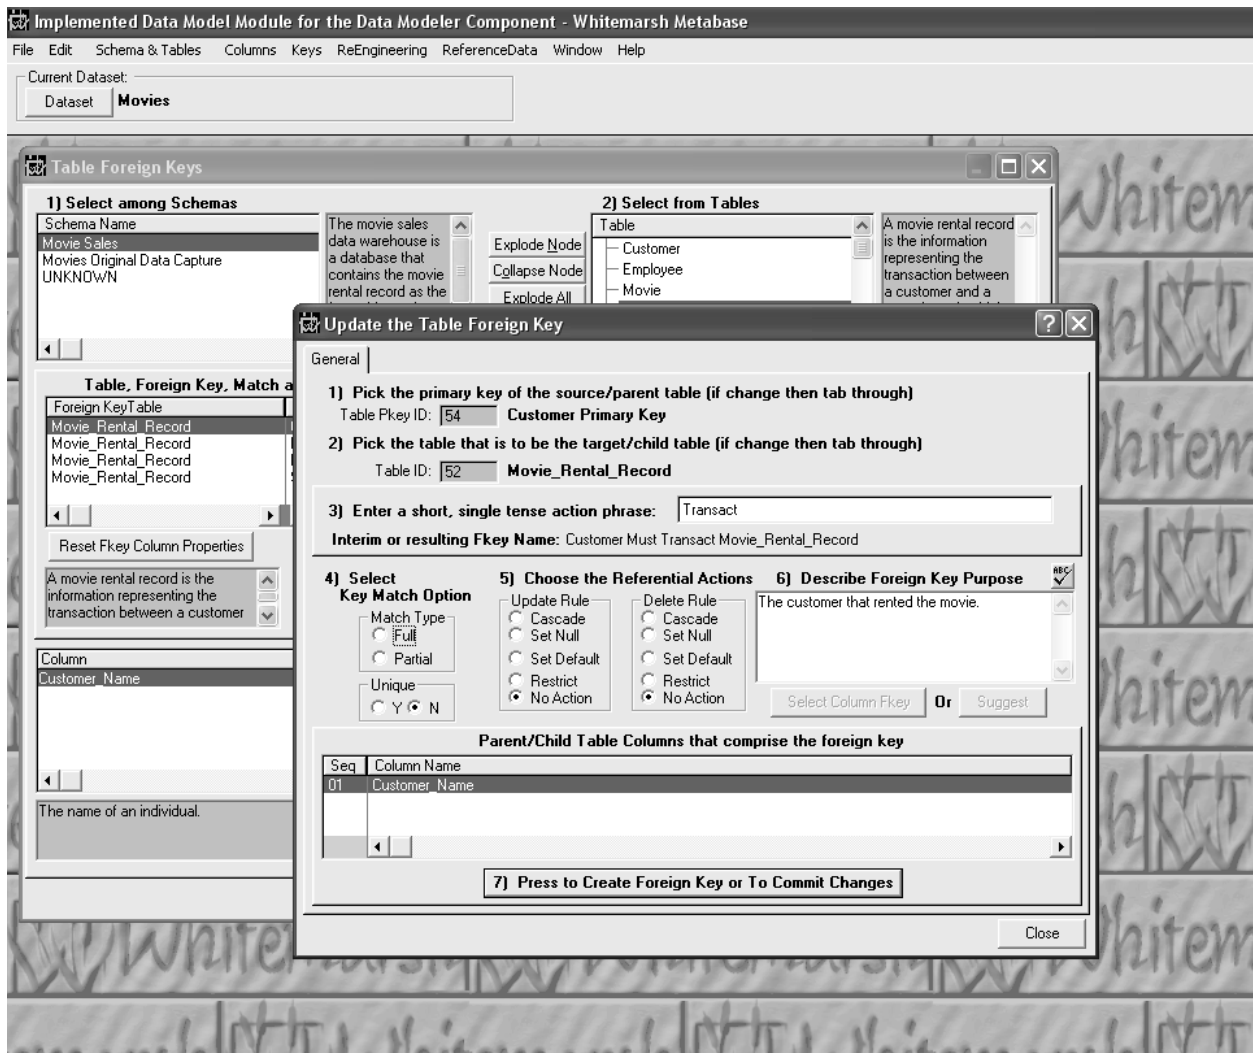 Implemented Data Model Module for the Data Modeler Component - Whitemarsh Metabase
File Edit Schema & Tables Columns Keys ReEngineering ReferenceData Window Help
Current Dataset:
Dataset Movies
Table Foreign Keys
1) Select among Schemas
Schema Name
Movie Sales
Movies Original Data Capture
UNKNOWN
The movie sales
data warehouse is
a database that
contains the movie
rental record as the
Explode Node
Collapse Node
Explode All
2) Select from Tables
Table
Customer
Employee
Movie
A movie rental record
is the information
representing the
transaction between
a customer and a
Table, Foreign Key, Match a
Foreign KeyTable
Movie_Rental_Record
Movie_Rental_Record
Movie_Rental_Record
Movie_Rental_Record
Reset Fkey Column Properties
A movie rental record is the
information representing the
transaction between a customer
Column
Customer_Name
The name of an individual.
Update the Table Foreign Key
General
1) Pick the primary key of the source/parent table (if change then tab through)
Table Pkey ID: 54 Customer Primary Key
2) Pick the table that is to be the target/child table (if change then tab through)
Table ID: 52 Movie_Rental_Record
3) Enter a short, single tense action phrase: Transact
Interim or resulting Fkey Name: Customer Must Transact Movie_Rental_Record
4) Select
Key Match Option
Match Type
Full
Partial
Unique
Y N
5) Choose the Referential Actions
Update Rule
Cascade
Set Null
Set Default
Restrict
No Action
Delete Rule
Cascade
Set Null
Set Default
Restrict
No Action
6) Describe Foreign Key Purpose
ABC
The customer that rented the movie.
Select Column Fkey Or Suggest
Parent/Child Table Columns that comprise the foreign key
Seq Column Name
01 Customer_Name
7) Press to Create Foreign Key or To Commit Changes
Close